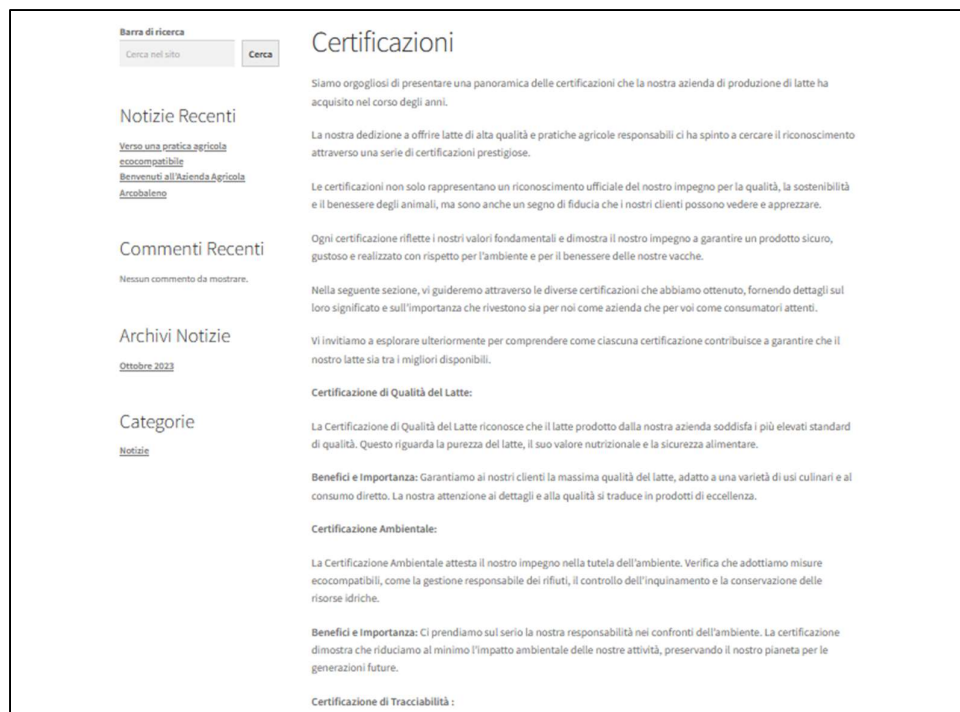 Barra di ricerca
Cerca nel sito
Cerca
Notizie Recenti
Verso una pratica agricola
ecocompatibile
Benvenuti all'Azienda Agricola
Arcobaleno
Commenti Recenti
Nessun commento da mostrare.
Archivi Notizie
Ottobre 2023
Categorie
Notizie
Certificazioni
Siamo orgogliosi di presentare una panoramica delle certificazioni che la nostra azienda di produzione di latte ha
acquisito nel corso degli anni.
La nostra dedizione a offrire latte di alta qualità e pratiche agricole responsabili ci ha spinto a cercare il riconoscimento
attraverso una serie di certificazioni prestigiose.
Le certificazioni non solo rappresentano un riconoscimento ufficiale del nostro impegno per la qualità, la sostenibilità
e il benessere degli animali, ma sono anche un segno di fiducia che i nostri clienti possono vedere e apprezzare.
Ogni certificazione riflette i nostri valori fondamentali e dimostra il nostro impegno a garantire un prodotto sicuro,
gustoso e realizzato con rispetto per l'ambiente e per il benessere delle nostre vacche.
Nella seguente sezione, vi guideremo attraverso le diverse certificazioni che abbiamo ottenuto, fornendo dettagli sul
loro significato e sull'importanza che rivestono sia per noi come azienda che per voi come consumatori attenti.
Vi invitiamo a esplorare ulteriormente per comprendere come ciascuna certificazione contribuisce a garantire che il
nostro latte sia tra i migliori disponibili.
Certificazione di Qualità del Latte:
La Certificazione di Qualità del Latte riconosce che il latte prodotto dalla nostra azienda soddisfa i più elevati standard
di qualità. Questo riguarda la purezza del latte, il suo valore nutrizionale e la sicurezza alimentare.
Benefici e Importanza: Garantiamo ai nostri clienti la massima qualità del latte, adatto a una varietà di usi culinari e al
consumo diretto. La nostra attenzione ai dettagli e alla qualità si traduce in prodotti di eccellenza.
Certificazione Ambientale:
La Certificazione Ambientale attesta il nostro impegno nella tutela dell'ambiente. Verifica che adottiamo misure
ecocompatibili, come la gestione responsabile dei rifiuti, il controllo dell'inquinamento e la conservazione delle
risorse idriche.
Benefici e Importanza: Ci prendiamo sul serio la nostra responsabilità nei confronti dell'ambiente. La certificazione
dimostra che riduciamo al minimo l'impatto ambientale delle nostre attività, preservando il nostro pianeta per le
generazioni future.
Certificazione di Tracciabilità :